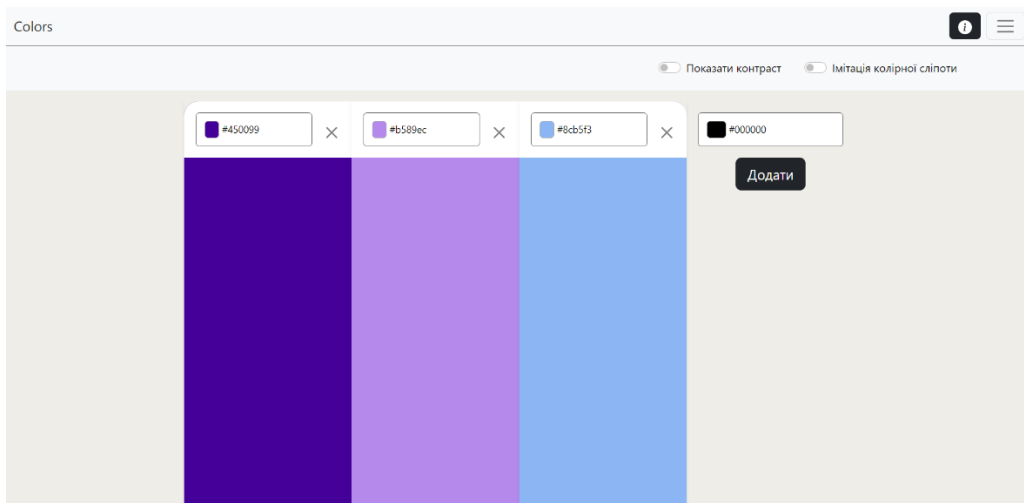 Colors
Показати контраст Імітація колірної сліпоти
#450099 #b589ec #8cb5f3 #000000
Додати